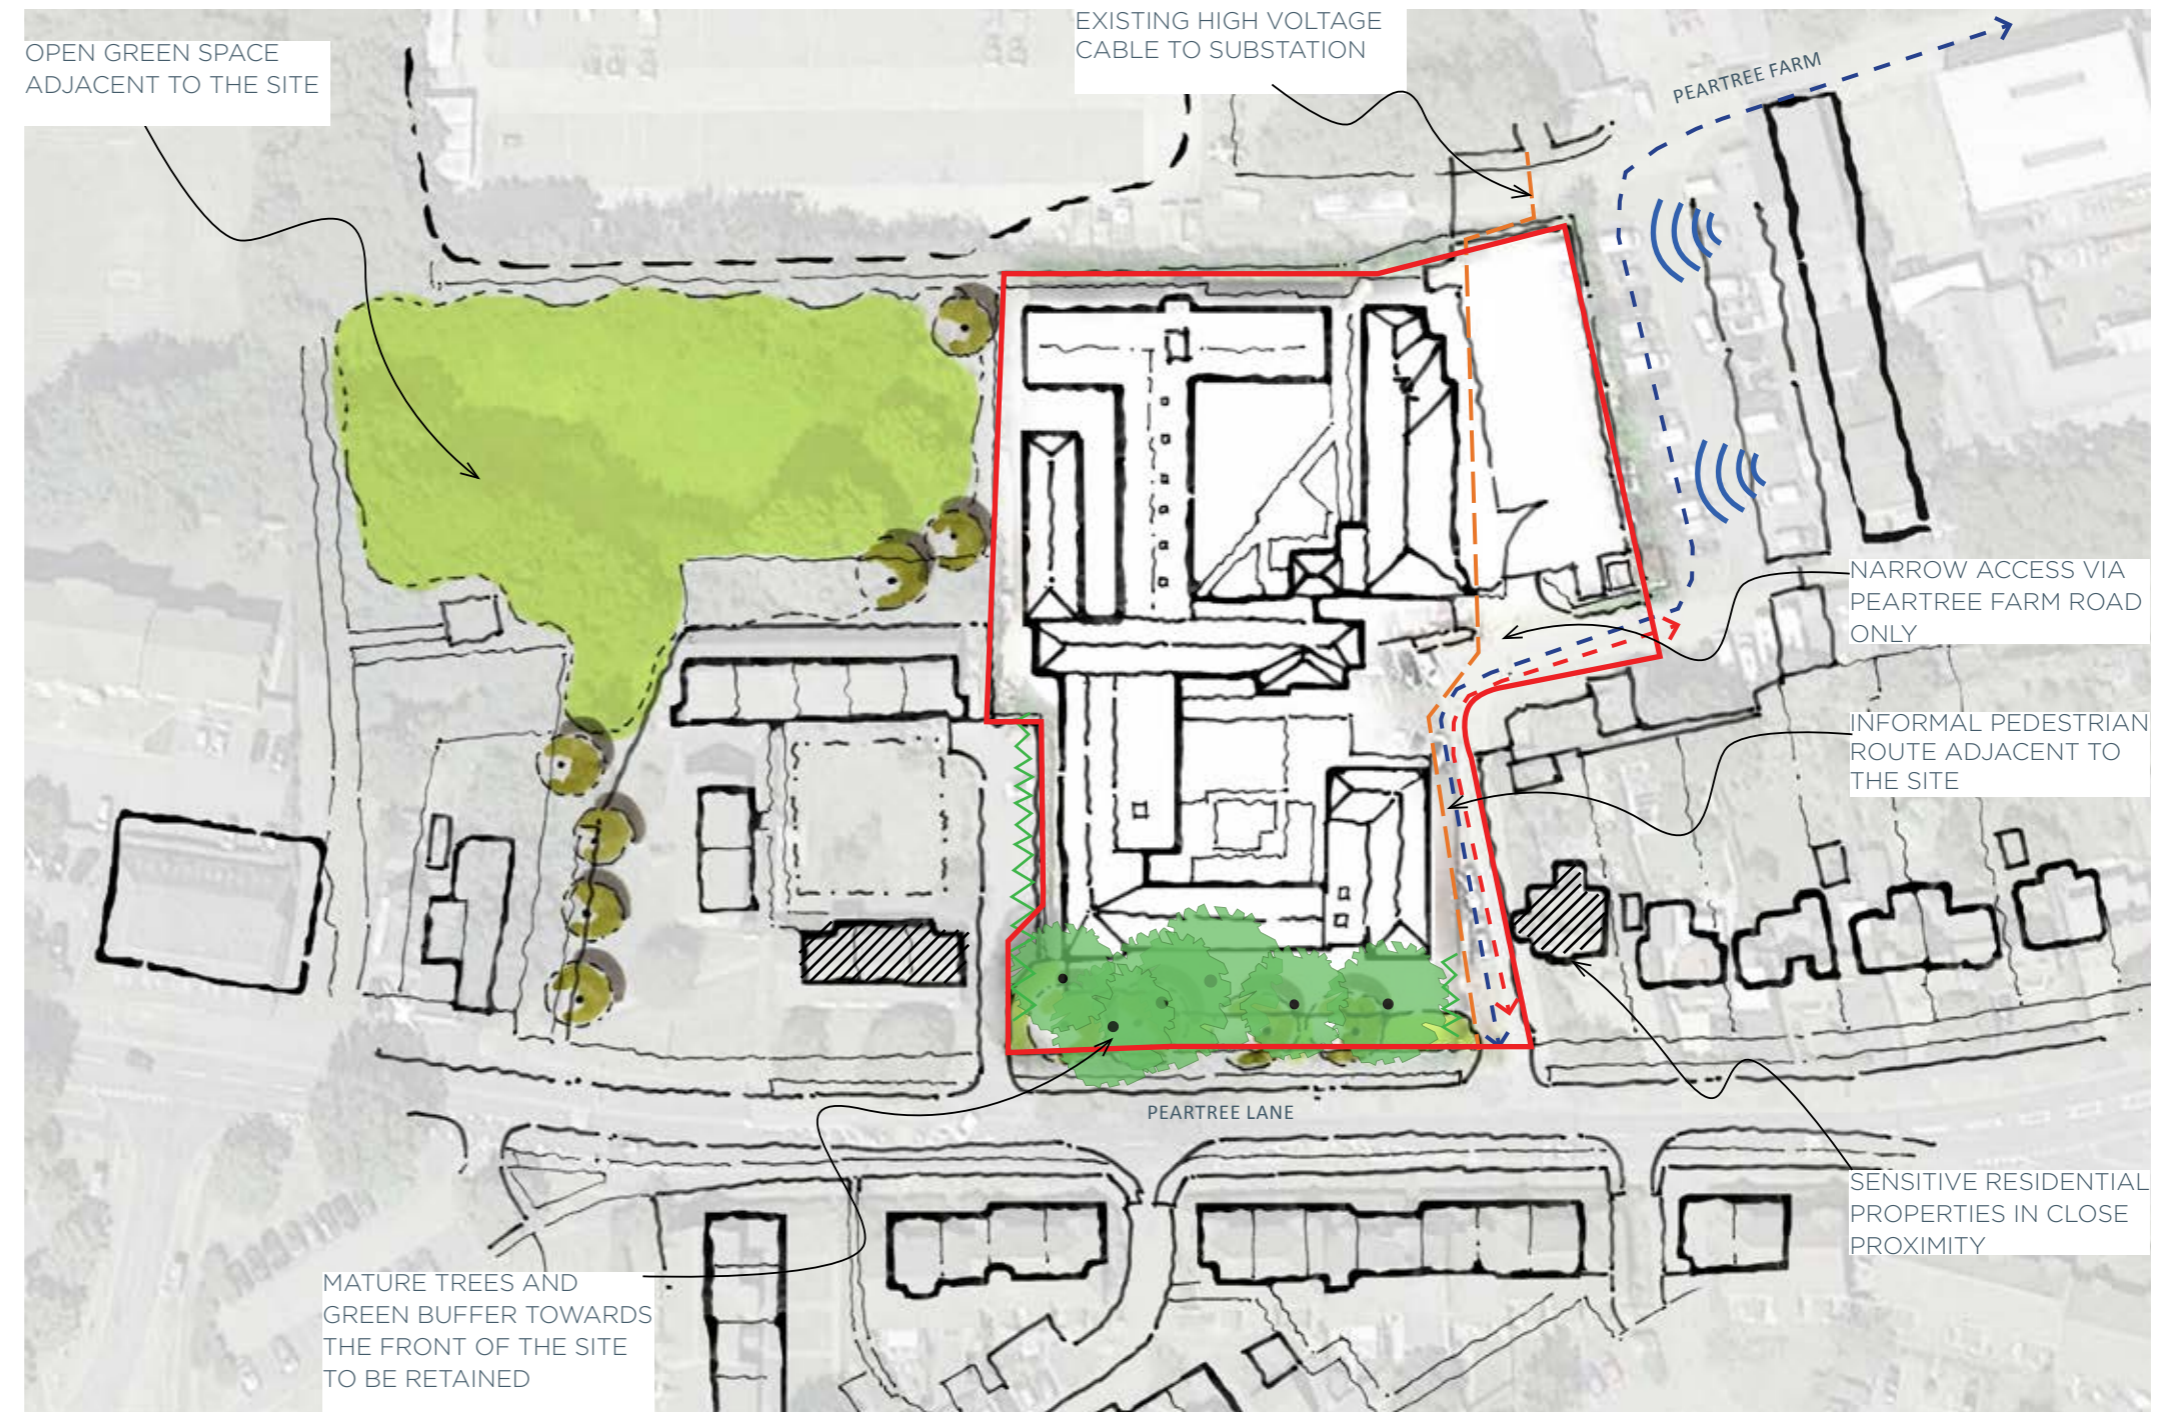 OPEN GREEN SPACE
ADJACENT TO THE SITE
EXISTING HIGH VOLTAGE
CABLE TO SUBSTATION
PEARTREE FARM
NARROW ACCESS VIA
PEARTREE FARM ROAD
ONLY
INFORMAL PEDESTRIAN
ROUTE ADJACENT TO
THE SITE
PEARTREE LANE
SENSITIVE RESIDENTIAL
PROPERTIES IN CLOSE
PROXIMITY
MATURE TREES AND
GREEN BUFFER TOWARDS
THE FRONT OF THE SITE
TO BE RETAINED